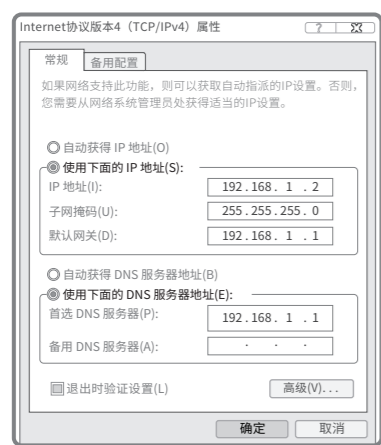 Internet协议版本4（TCP/IPv4）属性 ?
常规 备用配置
如果网络支持此功能，则可以获取自动指派的IP设置。否则，
您需要从网络系统管理员处获得适当的IP设置。
自动获得 IP 地址(O)
使用下面的 IP 地址(S):
IP 地址(I): 192.168. 1 .2
子网掩码(U): 255.255.255. 0
默认网关(D): 192.168. 1 .1
自动获得 DNS 服务器地址(B)
使用下面的 DNS 服务器地址(E):
首选 DNS 服务器(P): 192.168. 1 .1
备用 DNS 服务器(A): . . .
退出时验证设置(L) 高级(V)...
确定 取消